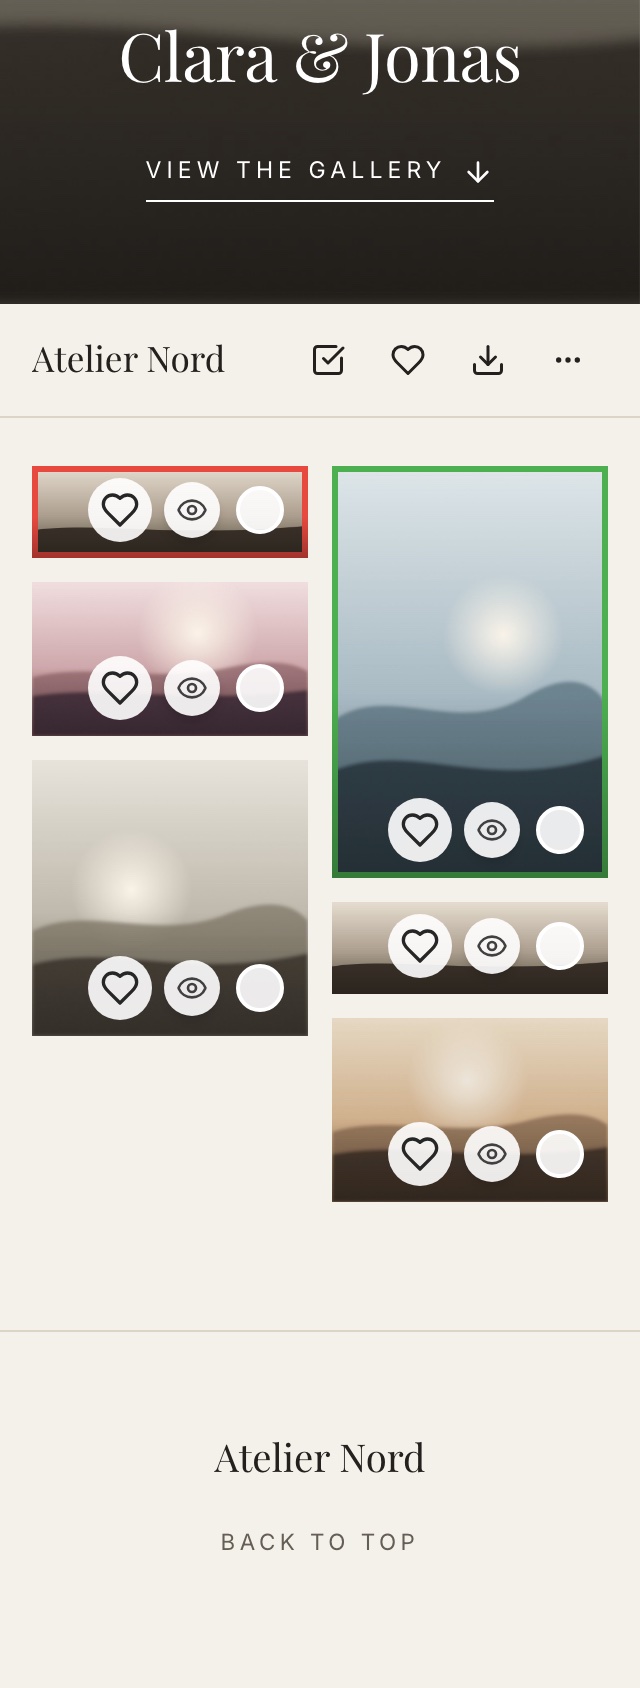 Clara & Jonas
VIEW THE GALLERY
Atelier Nord
Atelier Nord
BACK TO TOP